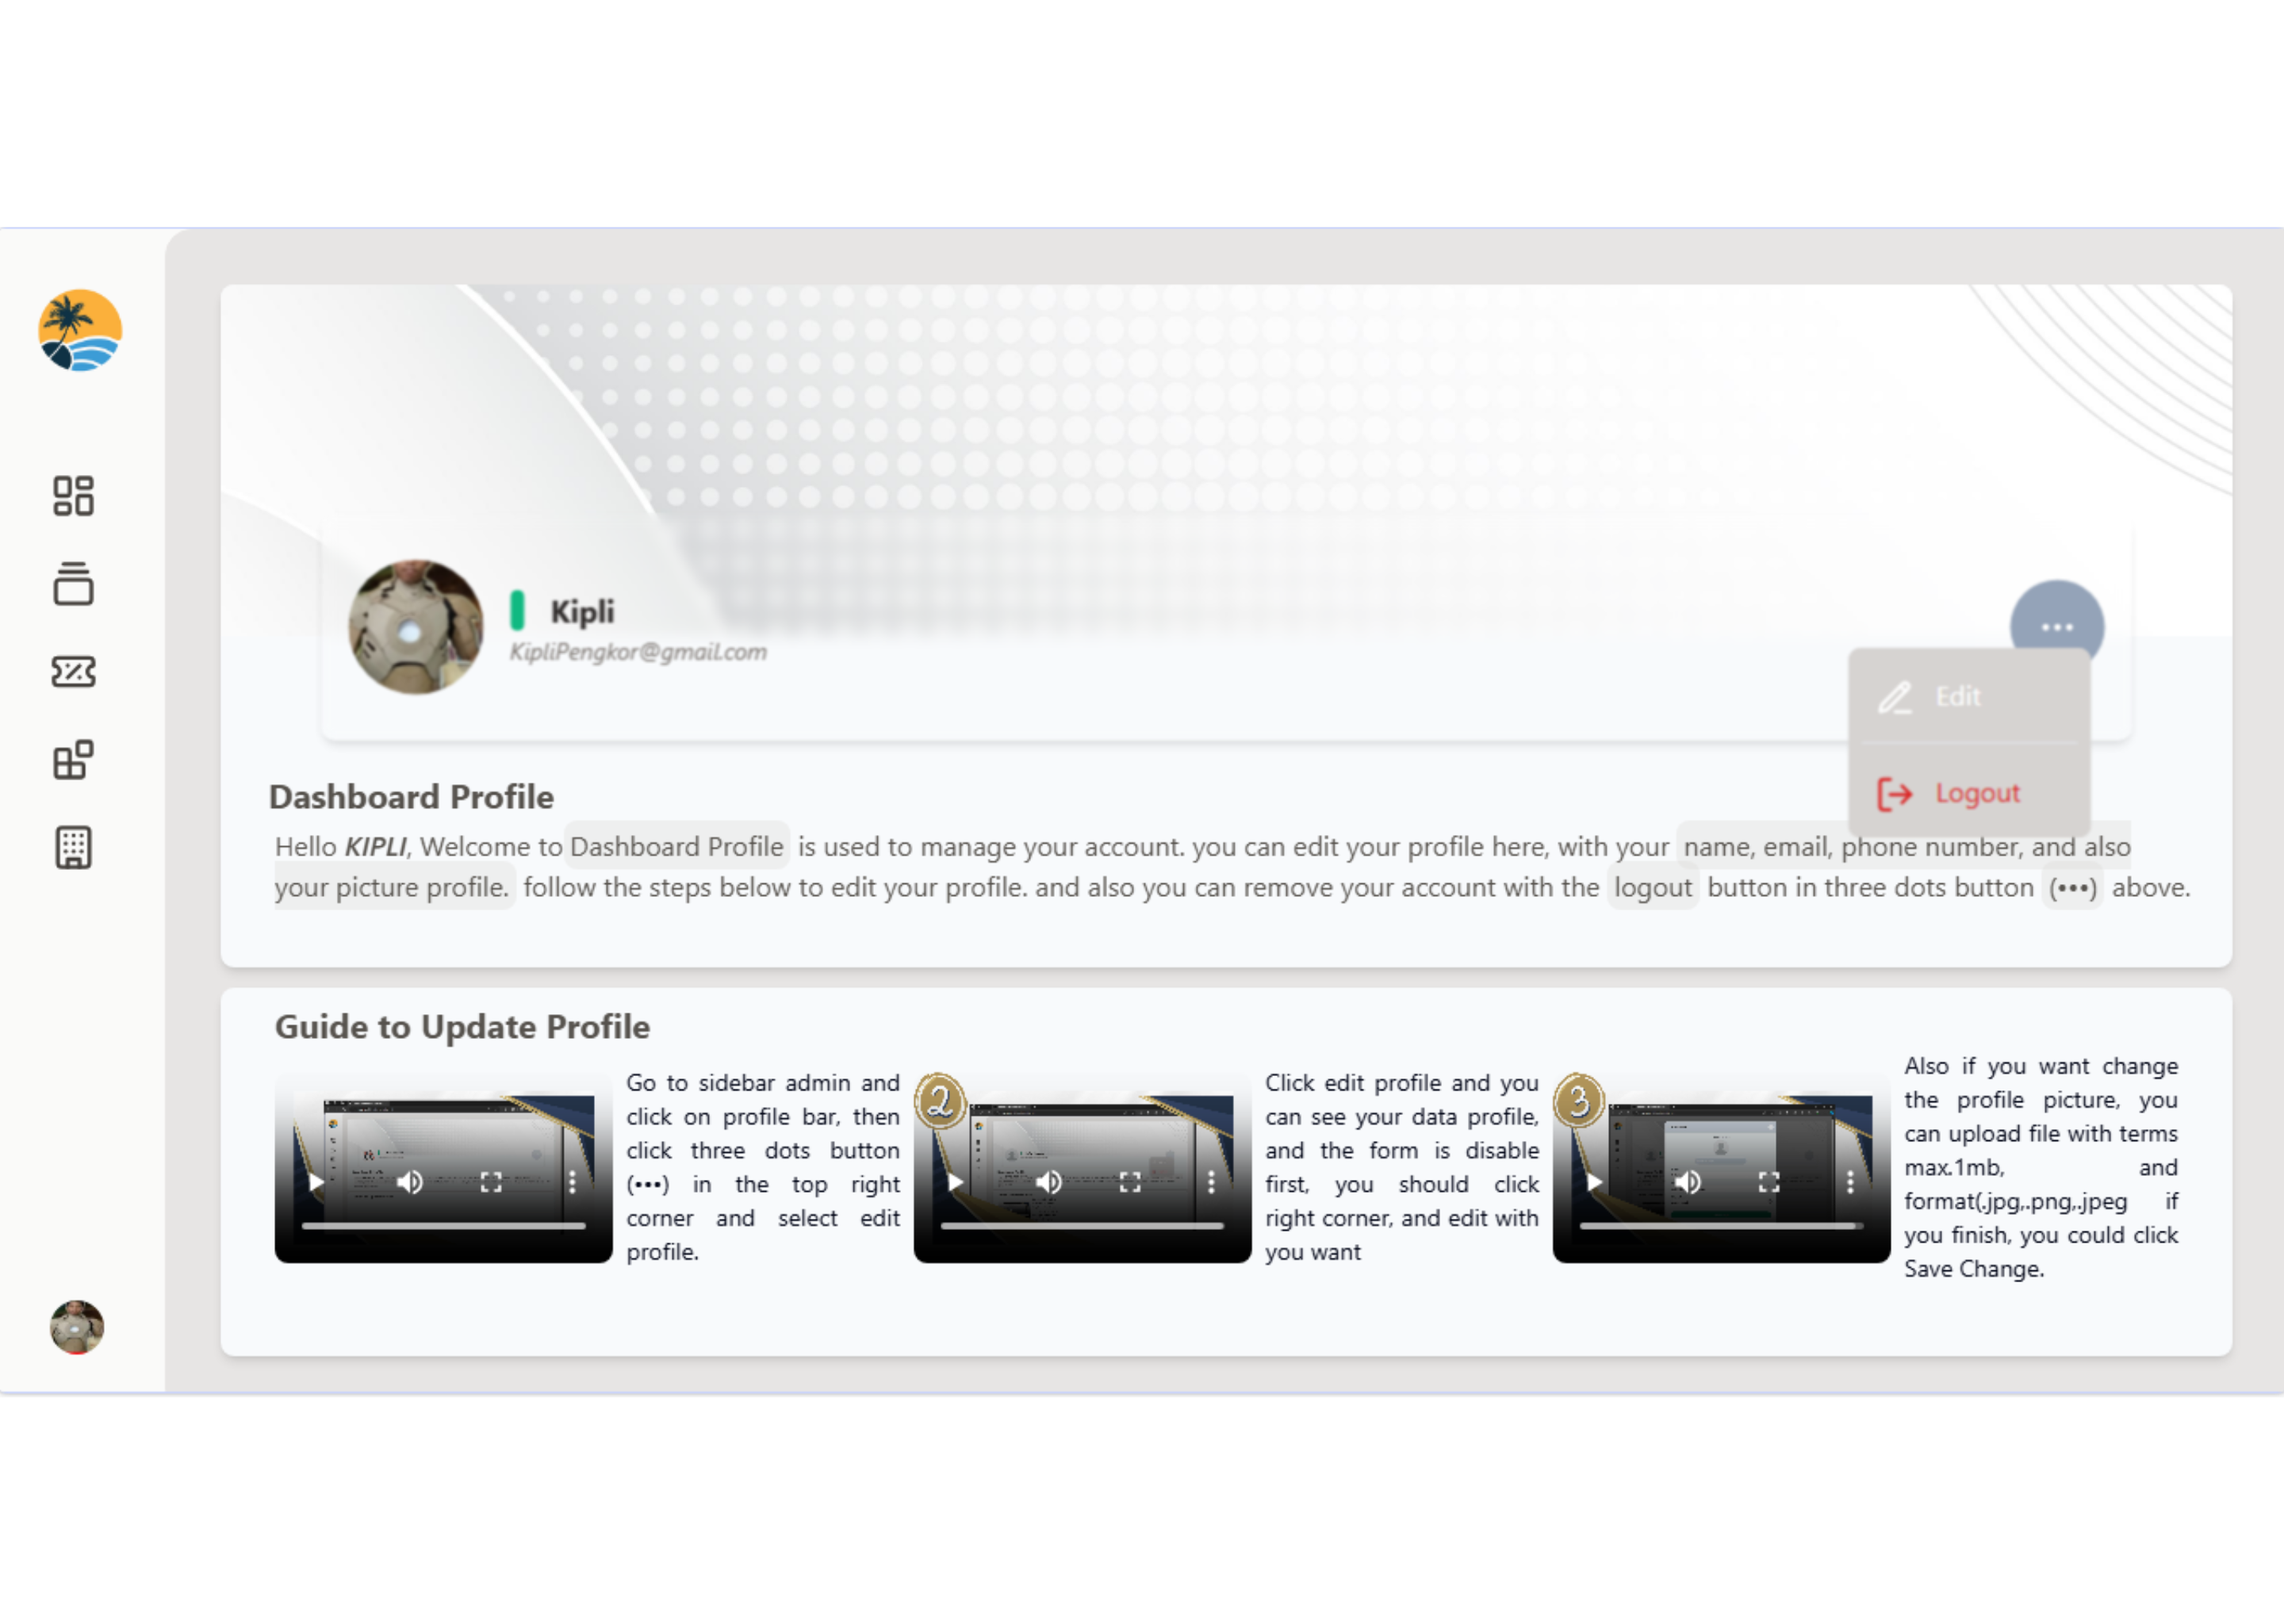 Kipli
KipliPengkor@gmail.com
...
Edit
Logout
Dashboard Profile
Hello KIPLI, Welcome to Dashboard Profile is used to manage your account. you can edit your profile here, with your name, email, phone number, and also
your picture profile. follow the steps below to edit your profile. and also you can remove your account with the logout button in three dots button (•••) above.
Guide to Update Profile
Go to sidebar admin and
click on profile bar, then
click three dots button
(•••) in the top right
corner and select edit
profile.
2
Click edit profile and you
can see your data profile,
and the form is disable
first, you should click
right corner, and edit with
you want
3
Also if you want change
the profile picture, you
can upload file with terms
max.1mb, and
format(.jpg,.png,.jpeg if
you finish, you could click
Save Change.